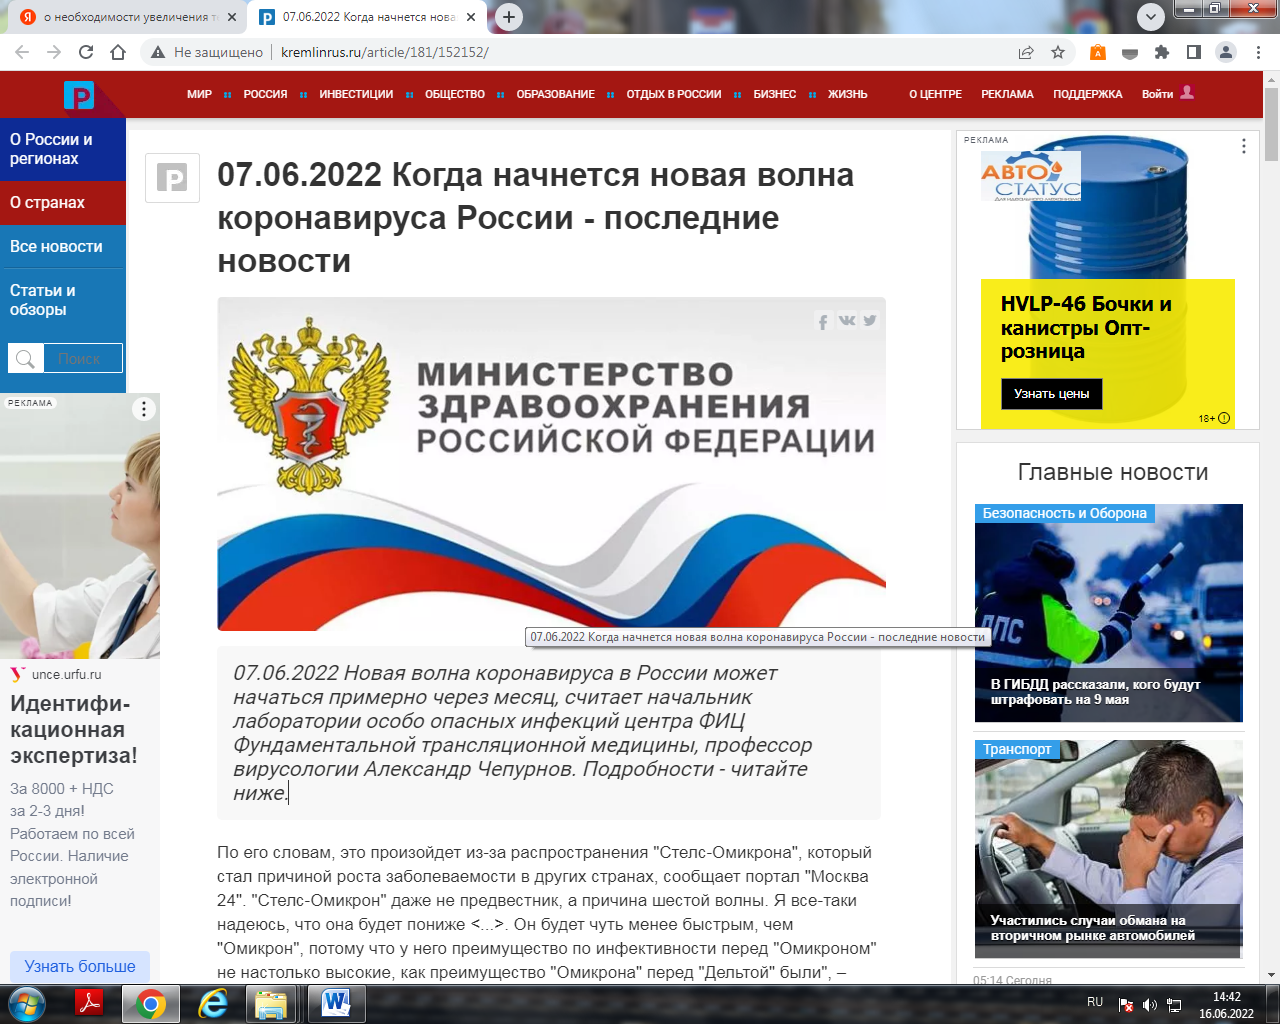 о необходимости увеличения т
07.06.2022 Когда начнется нова
Не защищено
kremlinrus.ru/article/181/152152/
МИР
РОССИЯ
ИНВЕСТИЦИИ
ОБЩЕСТВО
ОБРАЗОВАНИЕ
ОТДЫХ В РОССИИ
БИЗНЕС
ЖИЗНЬ
О ЦЕНТРЕ
РЕКЛАМА
ПОДДЕРЖКА
Войти
О России и
регионах
О странах
Все новости
Статьи и
обзоры
Поиск
РЕКЛАМА
unce.urfu.ru
Идентифи-
кационная
экспертиза!
За 8000 + НДС
за 2-3 дня!
Работаем по всей
России. Наличие
электронной
подписи!
Узнать больше
07.06.2022 Когда начнется новая волна
коронавируса России - последние
новости
МИНИСТЕРСТВО
ЗДРАВООХРАНЕНИЯ
РОССИЙСКОЙ ФЕДЕРАЦИИ
07.06.2022 Когда начнется новая волна коронавируса России - последние новости
07.06.2022 Новая волна коронавируса в России может
начаться примерно через месяц, считает начальник
лаборатории особо опасных инфекций центра ФИЦ
Фундаментальной трансляционной медицины, профессор
вирусологии Александр Чепурнов. Подробности - читайте
ниже.
По его словам, это произойдет из-за распространения "Стелс-Омикрона", который
стал причиной роста заболеваемости в других странах, сообщает портал "Москва
24". "Стелс-Омикрон" даже не предвестник, а причина шестой волны. Я все-таки
надеюсь, что она будет пониже <...>. Он будет чуть менее быстрым, чем
"Омикрон", потому что у него преимущество по инфективности перед "Омикроном"
не настолько высокие, как преимущество "Омикрона" перед "Дельтой" были", –
РЕКЛАМА
АВТО
СТАТУС
Для идеального механизма
HVLP-46 Бочки и
канистры Опт-
розница
Узнать цены
18+
Главные новости
Безопасность и Оборона
ДПС
В ГИБДД рассказали, кого будут
штрафовать на 9 мая
Транспорт
Участились случаи обмана на
вторичном рынке автомобилей
05:14 Сегодня
RU
14:42
16.06.2022